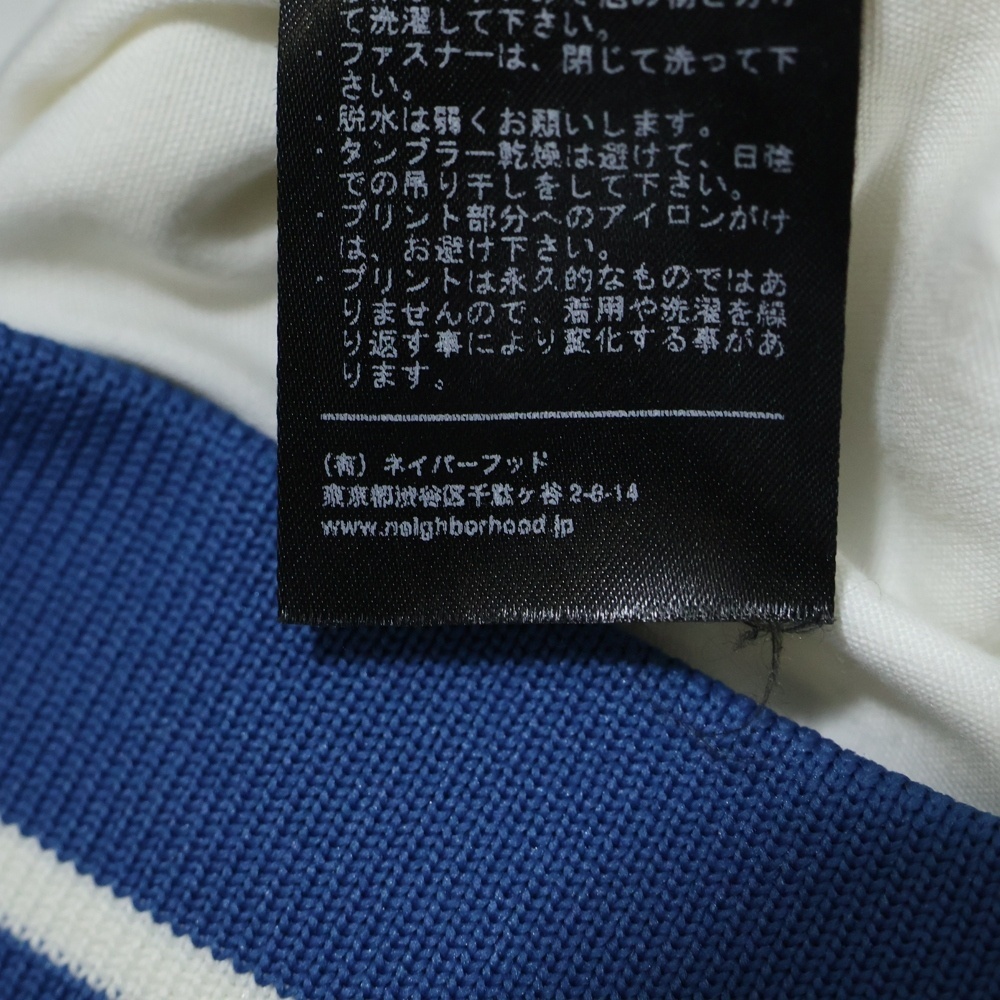 て洗濯して下さい。
・ファスナーは、閉じて洗って下
さい。
・脱水は弱くお願いします。
・タンブラー乾燥は避けて、日陰
での吊り干しをして下さい。
・プリント部分へのアイロンがけ
は、お避け下さい。
・プリントは永久的なものではあ
りませんので、着用や洗濯を繰
り返す事により変化する事があ
ります。
(有) ネイバーフッド
東京都渋谷区千駄ヶ谷 2-6-14
www.neighborhood.jp